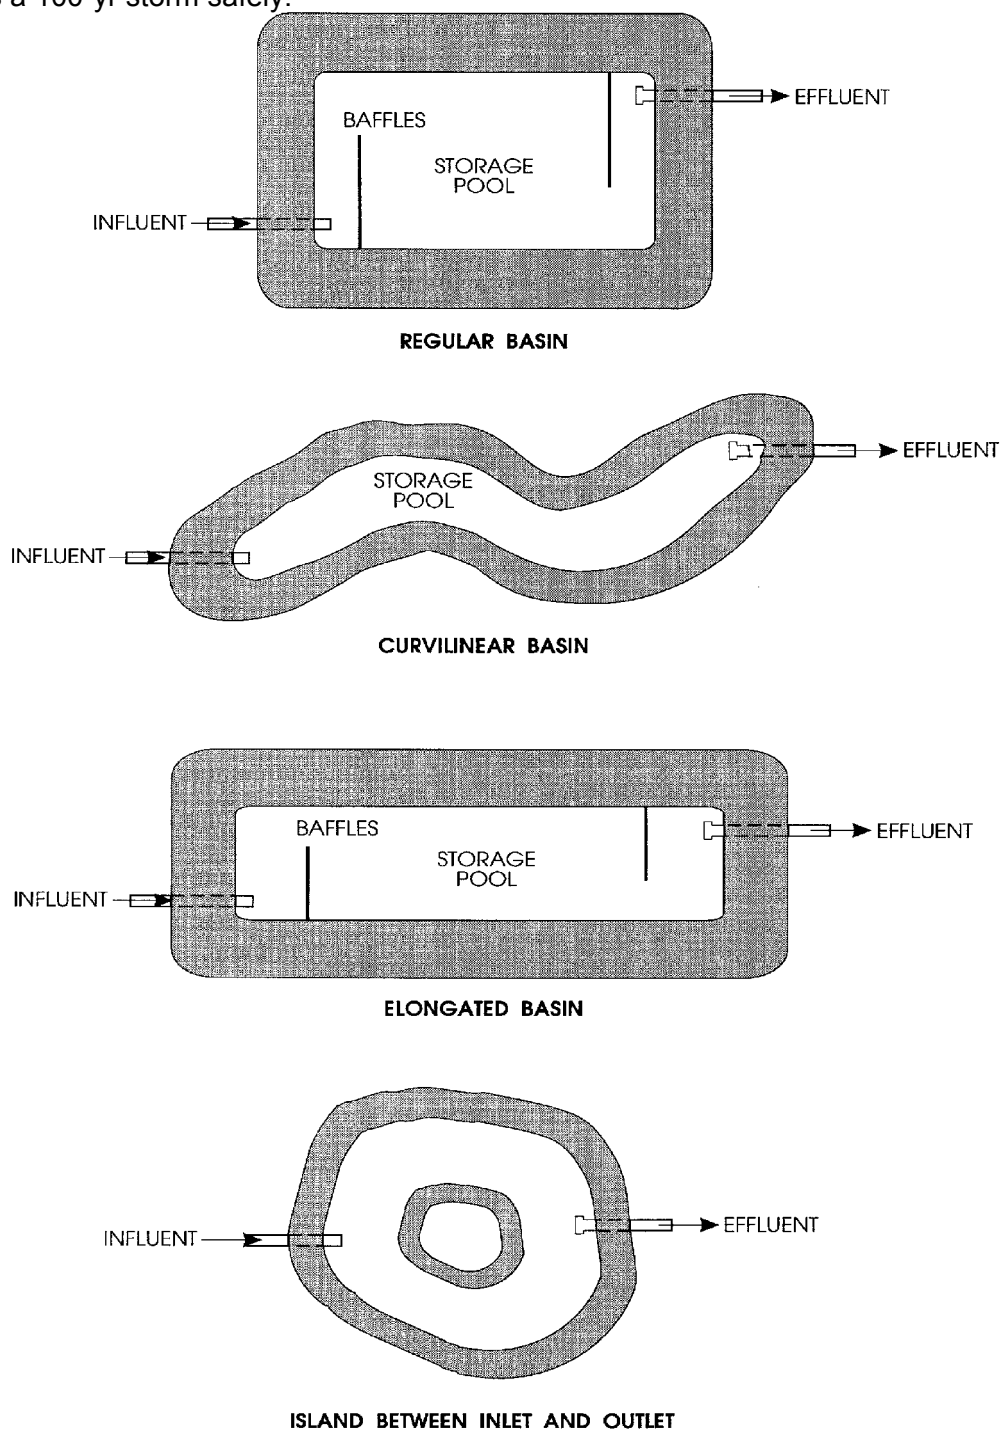 a 100-yr storm safely.
EFFLUENT
BAFFLES
STORAGE
POOL
INFLUENT
REGULAR BASIN
EFFLUENT
STORAGE
POOL
INFLUENT
CURVILINEAR BASIN
BAFFLES
EFFLUENT
STORAGE
POOL
INFLUENT
ELONGATED BASIN
EFFLUENT
INFLUENT
ISLAND BETWEEN INLET AND OUTLET